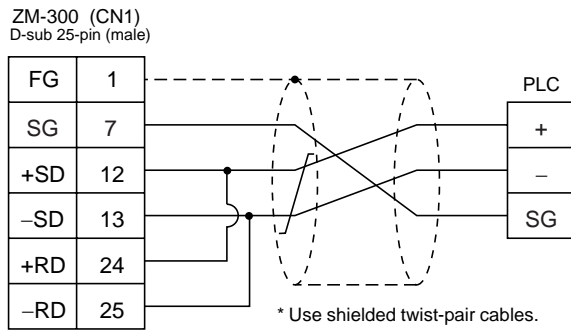 ZM-300 (CN1)
D-sub 25-pin (male)
FG 1
SG 7
+SD 12
−SD 13
+RD 24
−RD 25
PLC
+
−
SG
* Use shielded twist-pair cables.